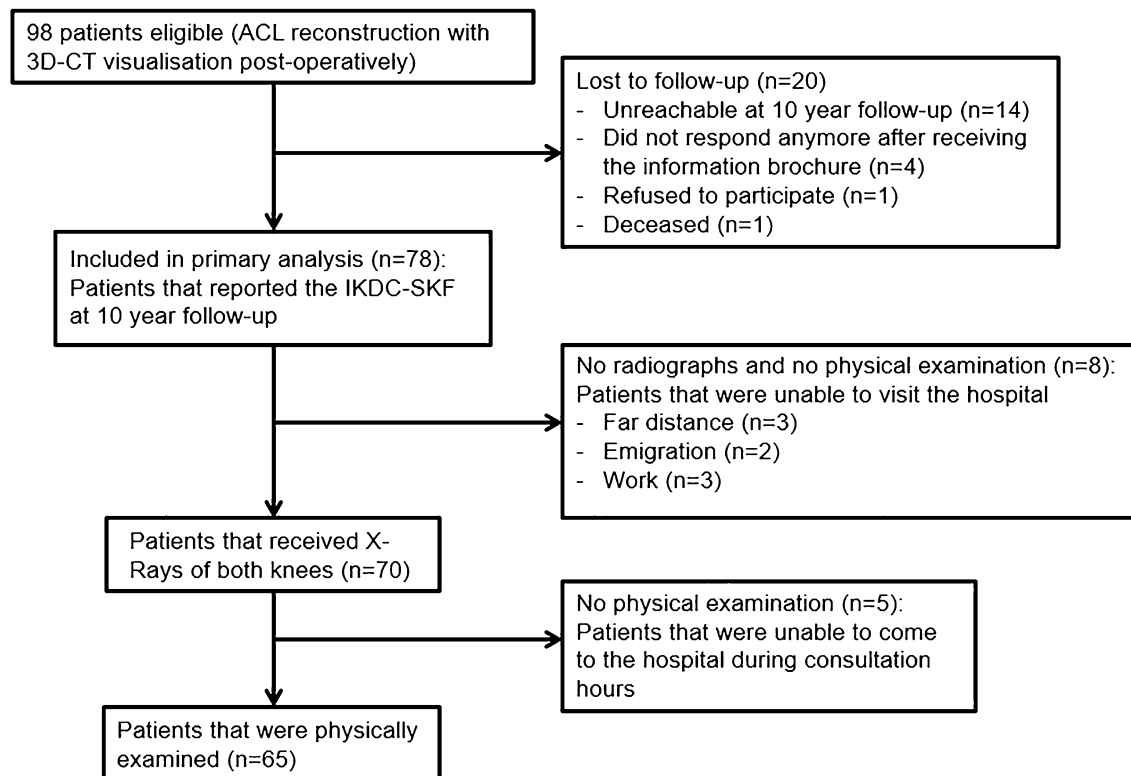 98 patients eligible (ACL reconstruction with
3D-CT visualisation post-operatively)
Lost to follow-up (n=20)
- Unreachable at 10 year follow-up (n=14)
- Did not respond anymore after receiving
the information brochure (n=4)
- Refused to participate (n=1)
- Deceased (n=1)
Included in primary analysis (n=78):
Patients that reported the IKDC-SKF
at 10 year follow-up
No radiographs and no physical examination (n=8):
Patients that were unable to visit the hospital
- Far distance (n=3)
- Emigration (n=2)
- Work (n=3)
Patients that received X-
Rays of both knees (n=70)
No physical examination (n=5):
Patients that were unable to come
to the hospital during consultation
hours
Patients that were physically
examined (n=65)